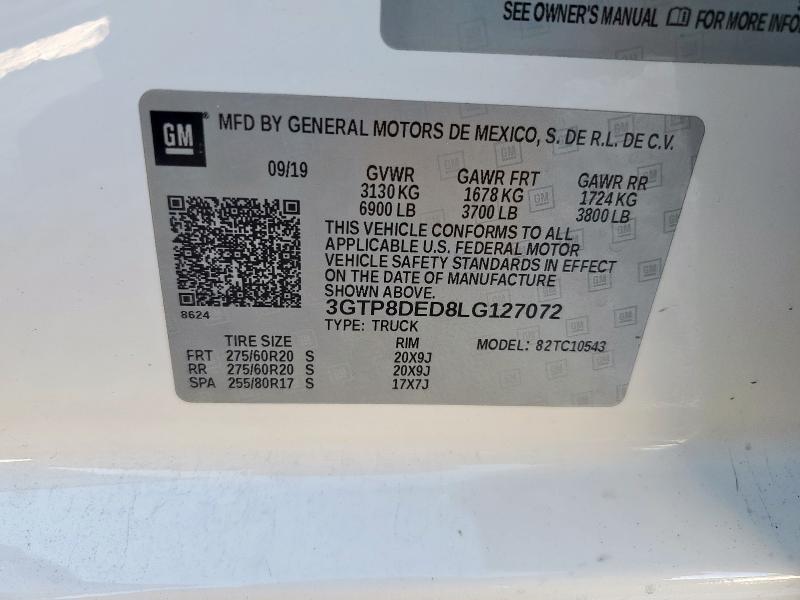 SEE OWNER'S MANUAL FOR MORE INFO
GM MFD BY GENERAL MOTORS DE MEXICO, S. DE R.L. DE C.V.
09/19 GVWR GAWR FRT GAWR RR
3130 KG 1678 KG 1724 KG
6900 LB 3700 LB 3800 LB
THIS VEHICLE CONFORMS TO ALL
APPLICABLE U.S. FEDERAL MOTOR
VEHICLE SAFETY STANDARDS IN EFFECT
ON THE DATE OF MANUFACTURE
SHOWN ABOVE.
8624 3GTP8DED8LG127072
TYPE: TRUCK
TIRE SIZE RIM MODEL: 82TC10543
FRT 275/60R20 S 20X9J
RR 275/60R20 S 20X9J
SPA 255/80R17 S 17X7J